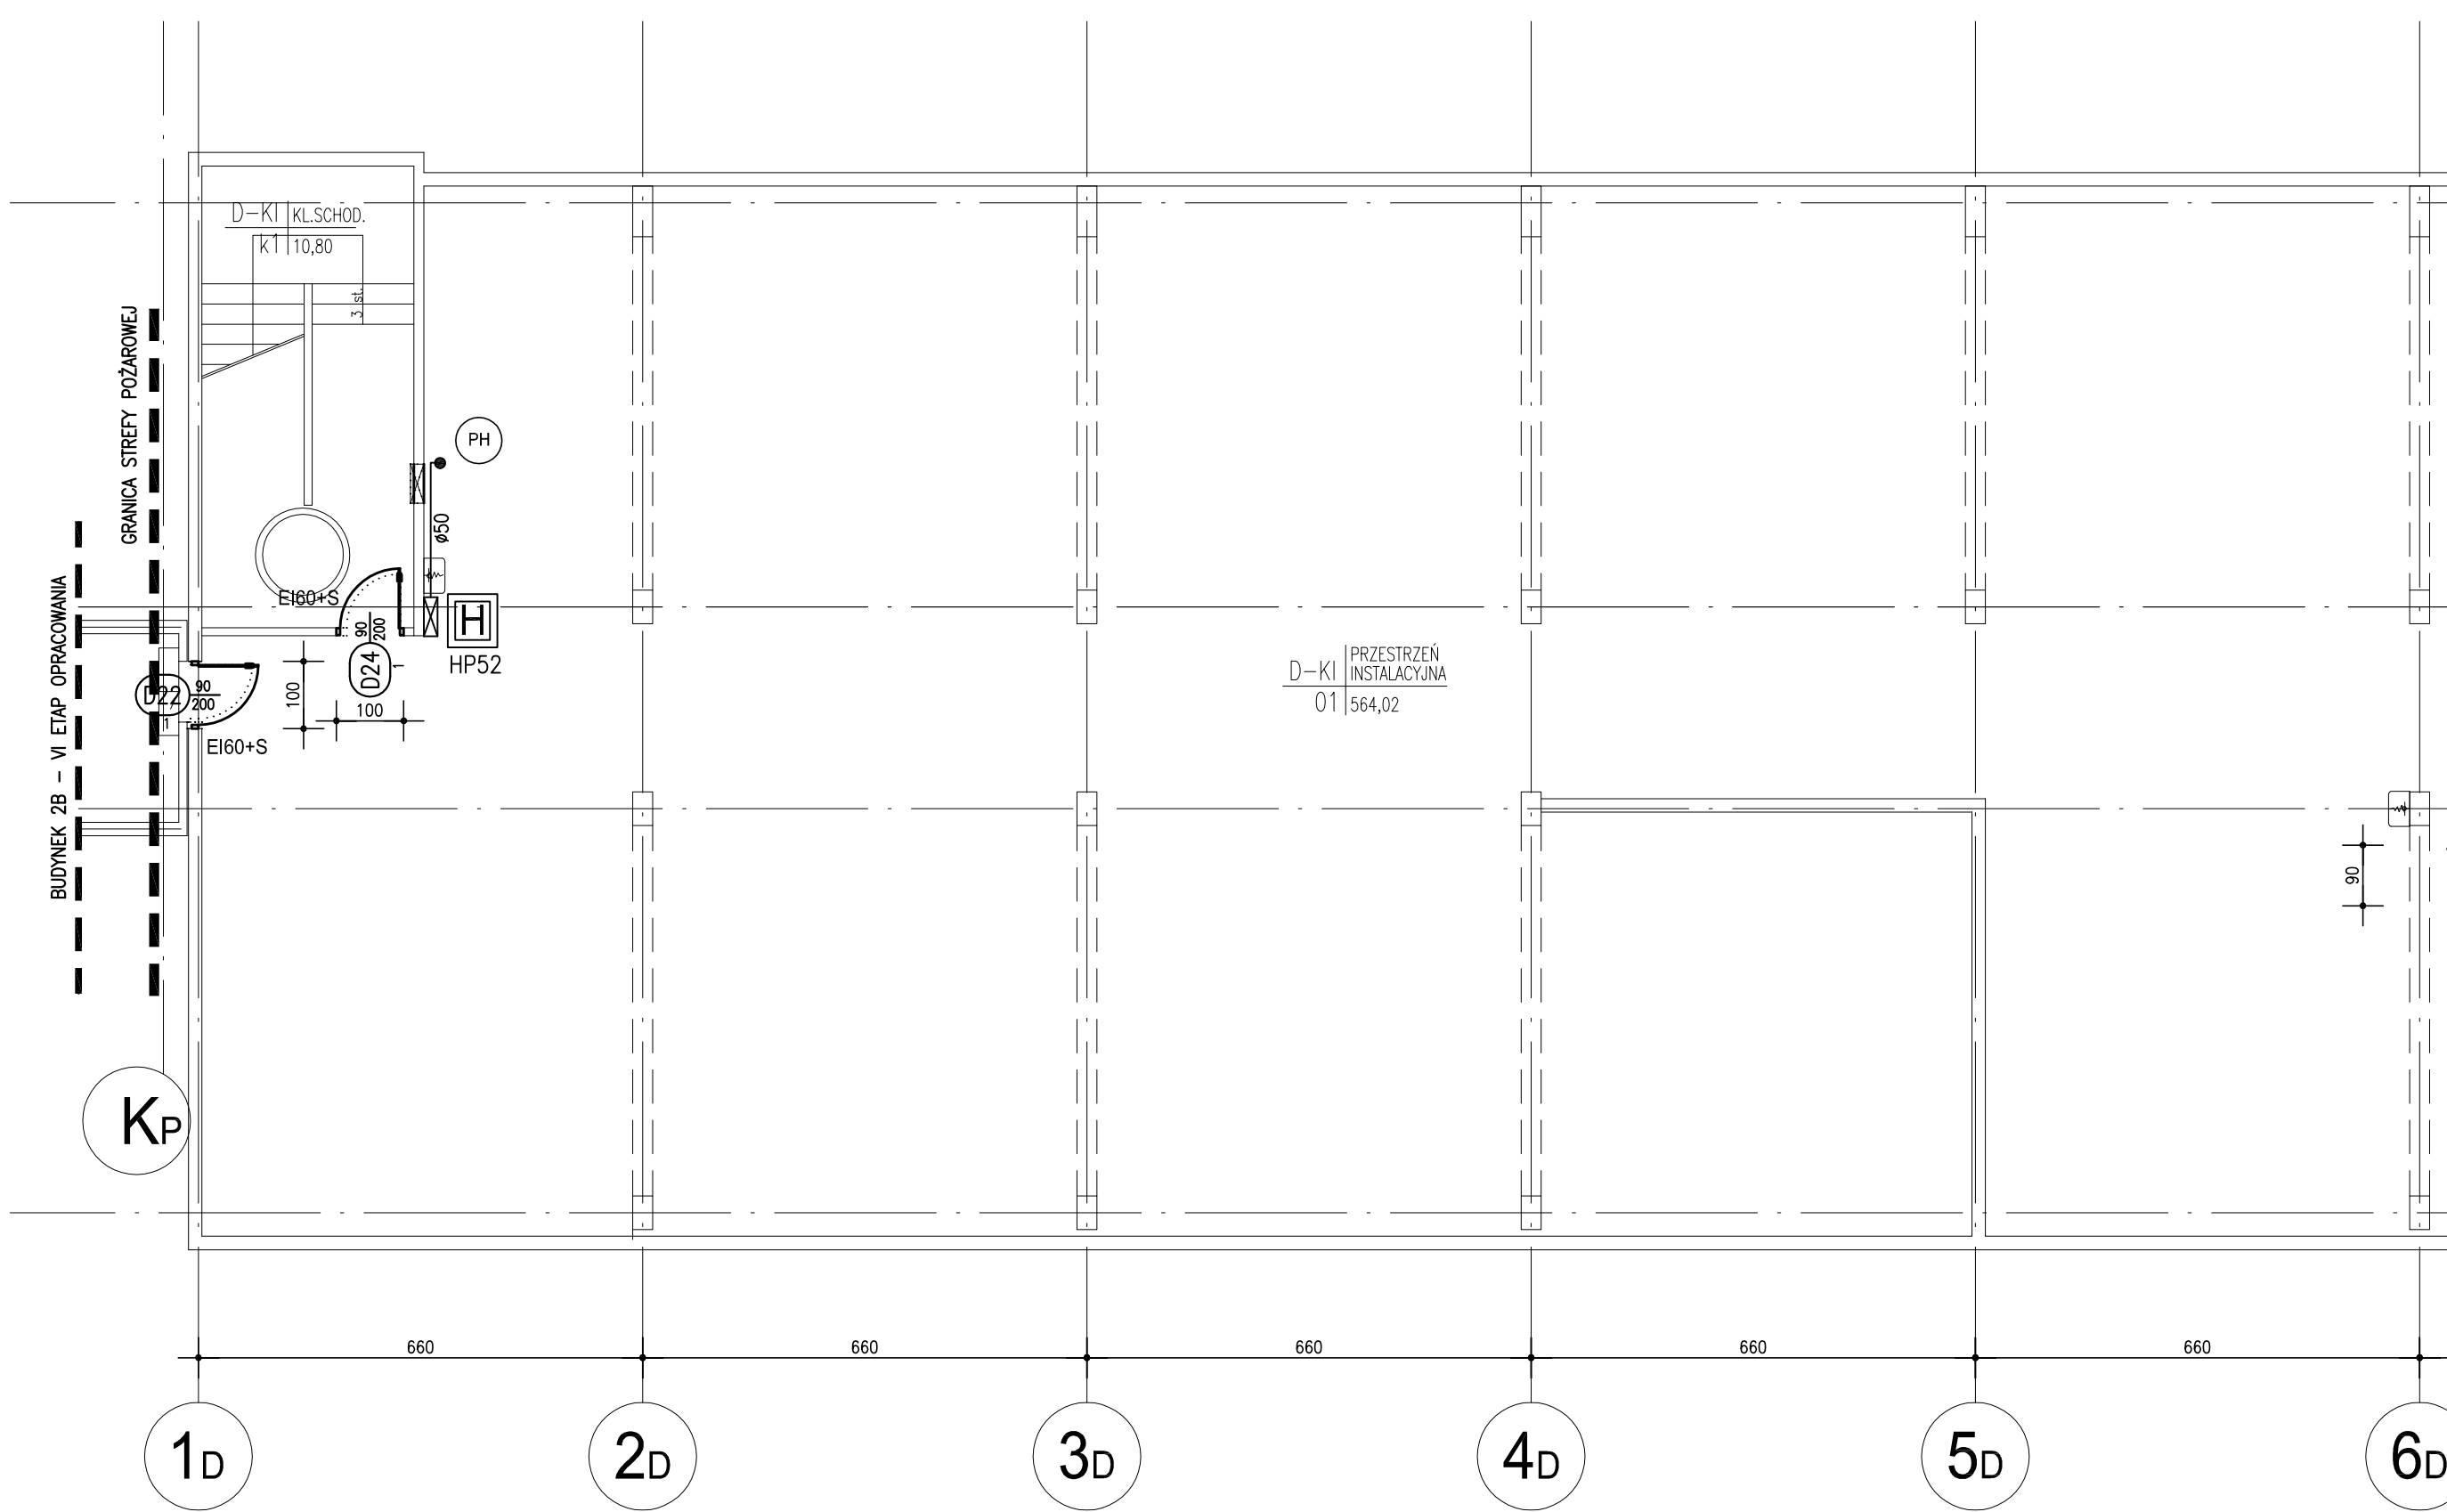 D-KI KL.SCHOD.
k1 10,80
3 st.
GRANICA STREFY POŻAROWEJ
BUDYNEK 2B - VI ETAP OPRACOWANIA
PH
ø50
EI60+S
90
200
D24
1
H
HP52
D22
90
200
1
100
100
EI60+S
D-KI PRZESTRZEŃ
INSTALACYJNA
01 564,02
90
KP
660
660
660
660
660
1D
2D
3D
4D
5D
6D